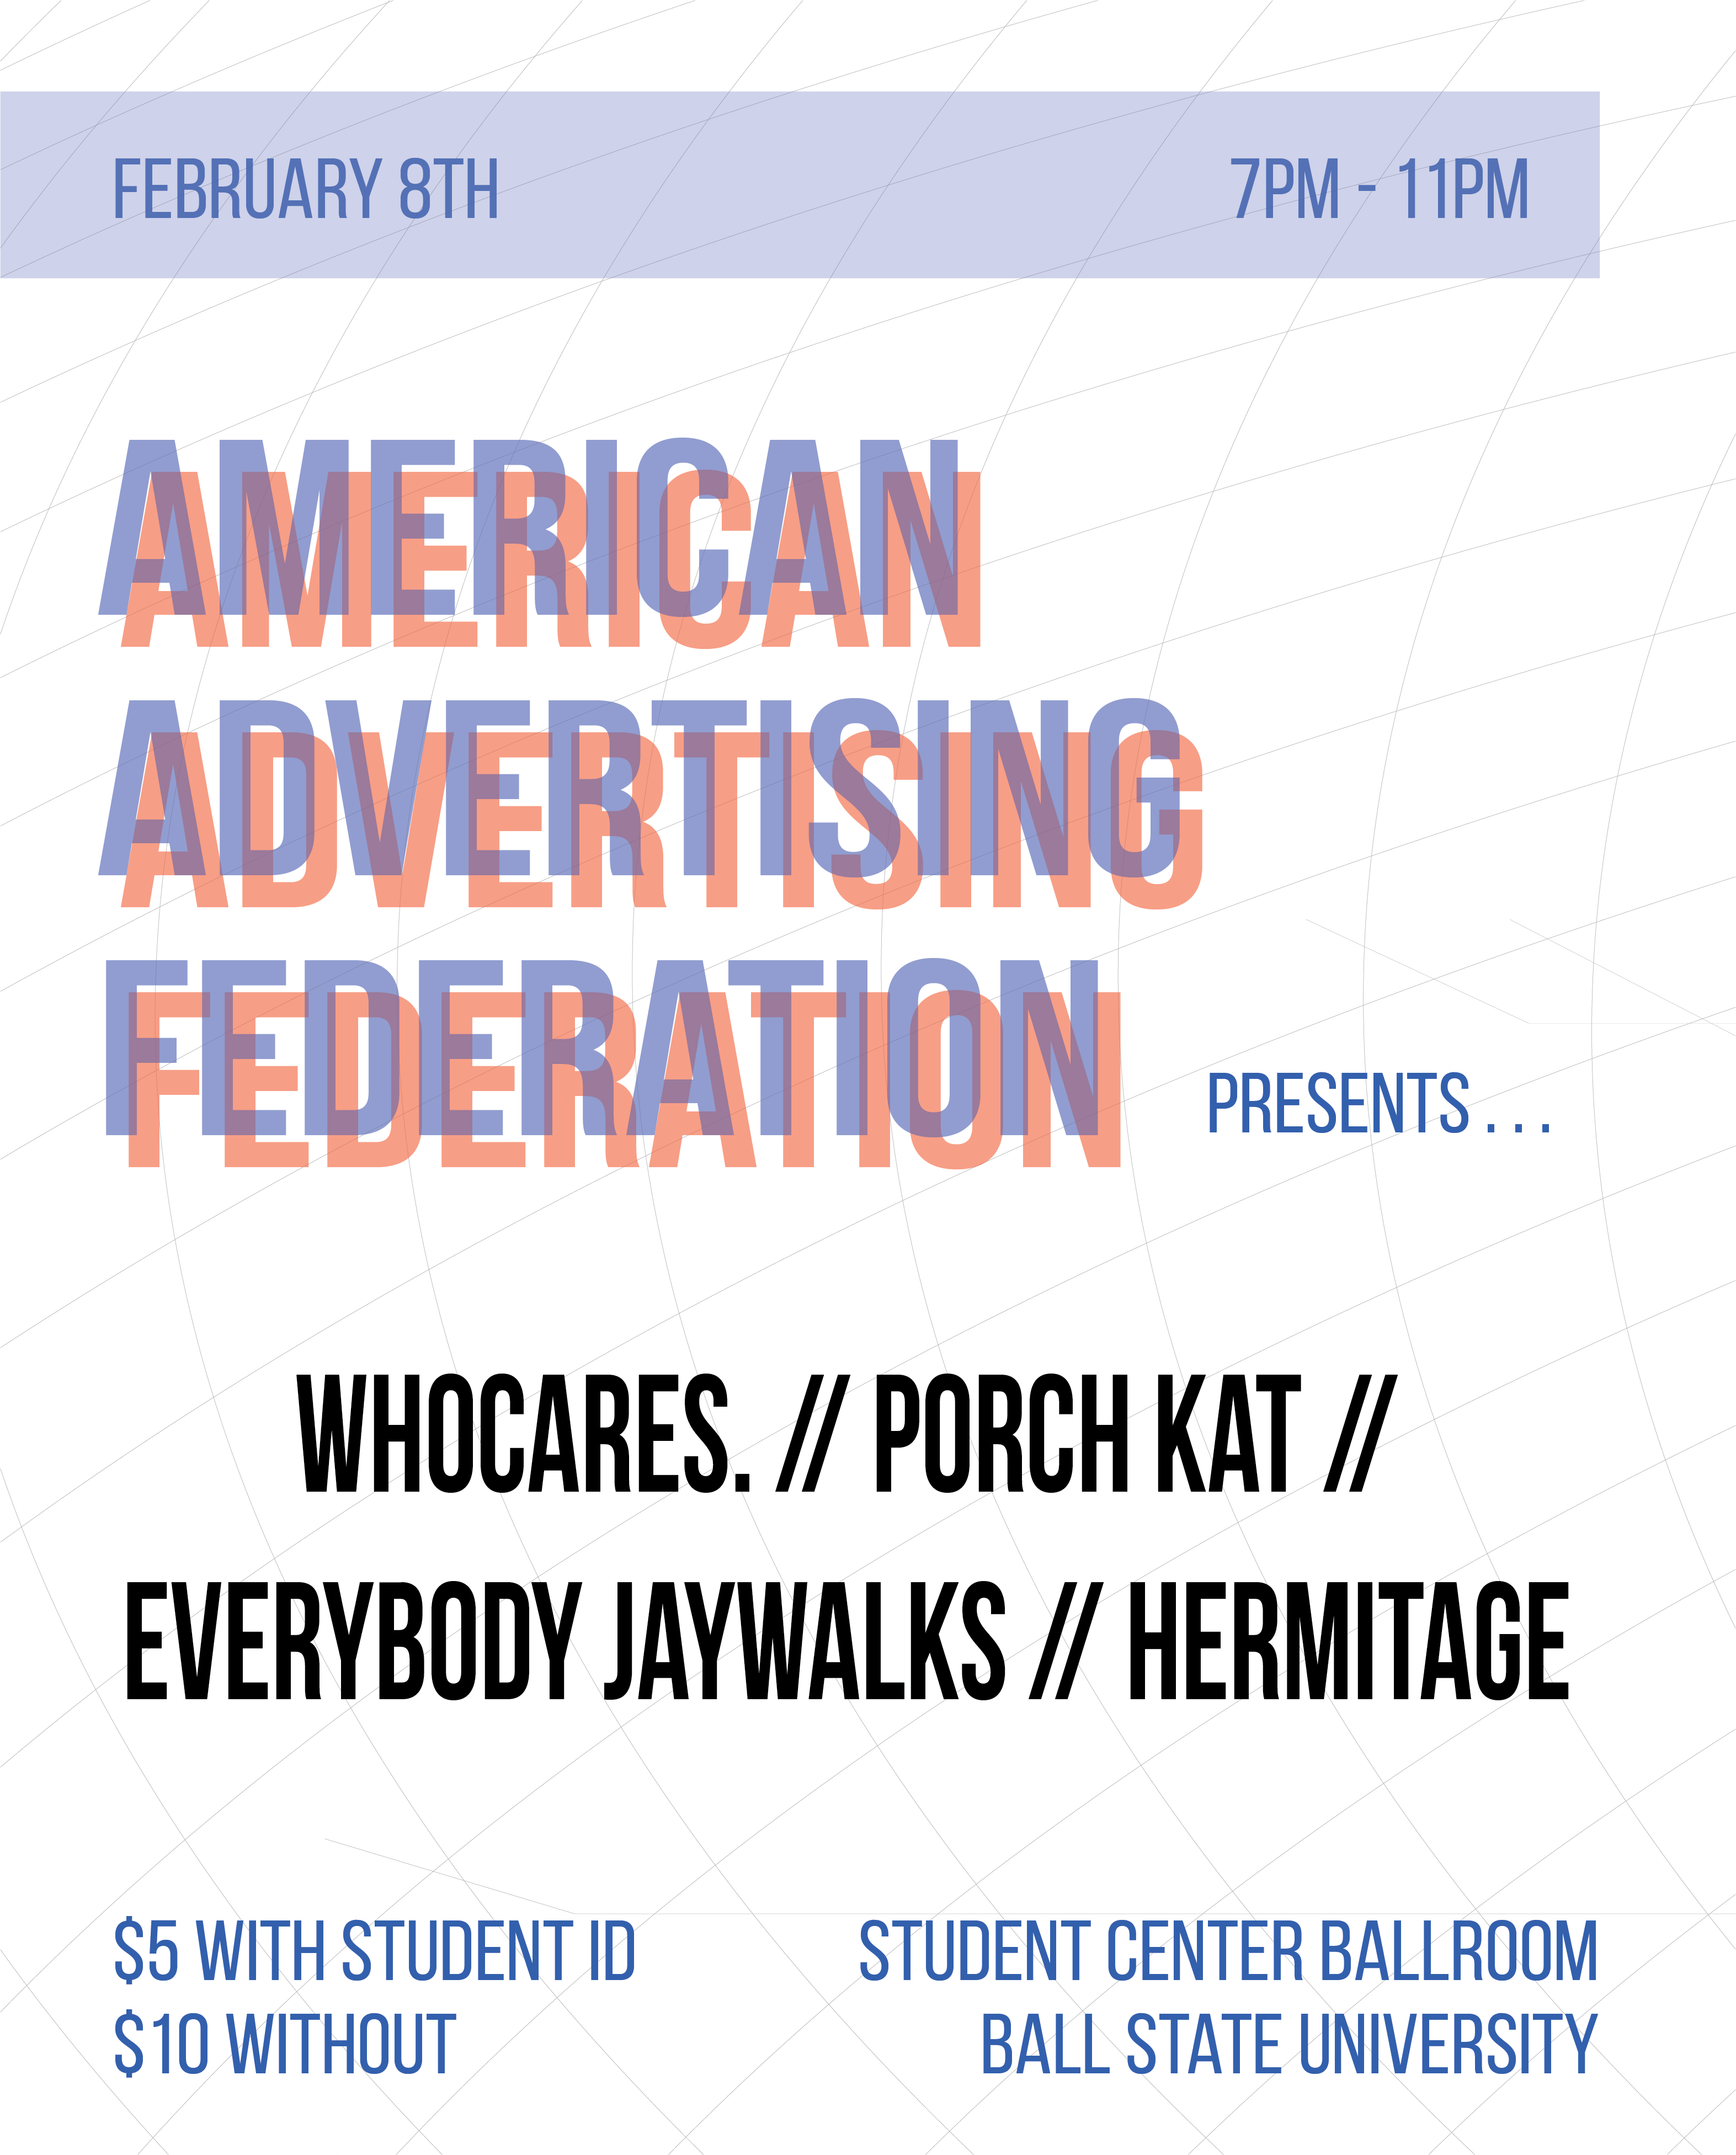 FEBRUARY 8TH 7PM - 11PM
AMERICAN
ADVERTISING
FEDERATION
PRESENTS . . .
WHOCARES. // PORCH KAT //
EVERYBODY JAYWALKS // HERMITAGE
$5 WITH STUDENT ID
$10 WITHOUT
STUDENT CENTER BALLROOM
BALL STATE UNIVERSITY